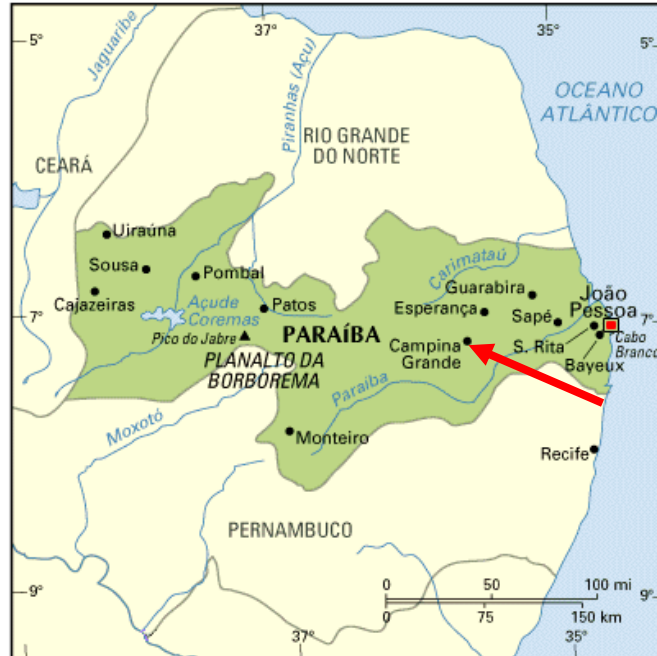 37°
35°
5°
5°
Jaguaribe
Piranhas (Açu)
OCEANO
ATLÂNTICO
RIO GRANDE
DO NORTE
CEARÁ
Uiraúna
Sousa
Pombal
Cajazeiras
Açude
Coremas
Patos
Pico do Jabre
PLANALTO DA
BORBOREMA
PARAÍBA
Carimataú
Guarabira
Esperança
Sapé
João
Pessoa
Campina
Grande
S. Rita
Bayeux
Cabo
Branco
7°
7°
Paraíba
Moxotó
Monteiro
Recife
PERNAMBUCO
0 50 100 mi
0 75 150 km
9°
9°
37°
35°